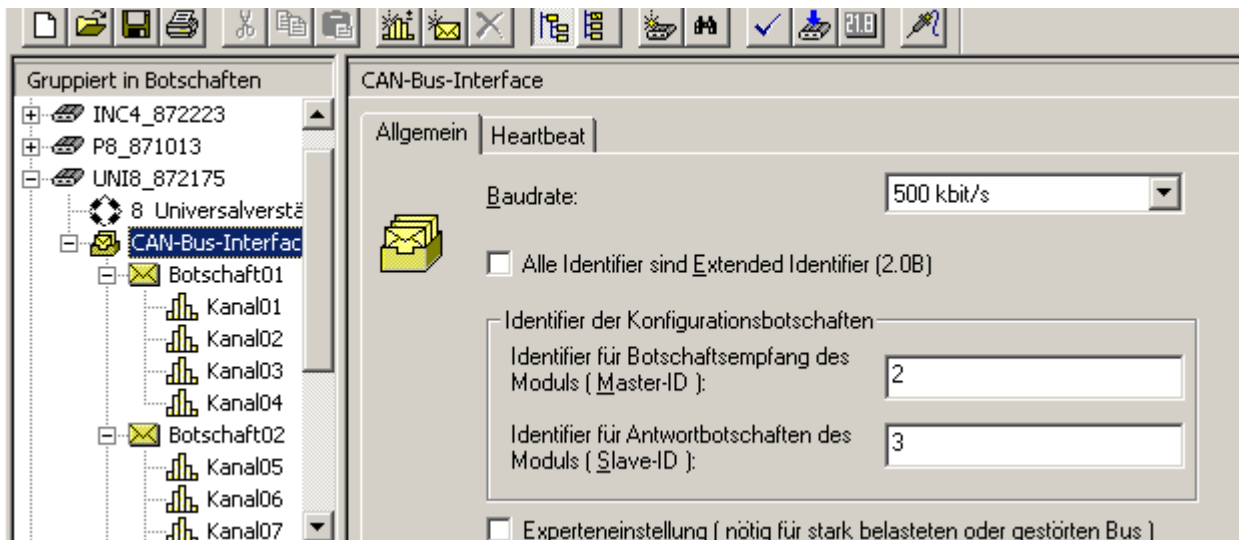 21.8
Gruppiert in Botschaften
INC4_872223
P8_871013
UNI8_872175
8 Universalverstä
CAN-Bus-Interfac
Botschaft01
Kanal01
Kanal02
Kanal03
Kanal04
Botschaft02
Kanal05
Kanal06
Kanal07
CAN-Bus-Interface
Allgemein
Heartbeat
Baudrate:
500 kbit/s
Alle Identifier sind Extended Identifier (2.0B)
Identifier der Konfigurationsbotschaften
Identifier für Botschaftsempfang des
Moduls ( Master-ID ):
2
Identifier für Antwortbotschaften des
Moduls ( Slave-ID ):
3
Experteneinstellung ( nötig für stark belasteten oder gestörten Bus )